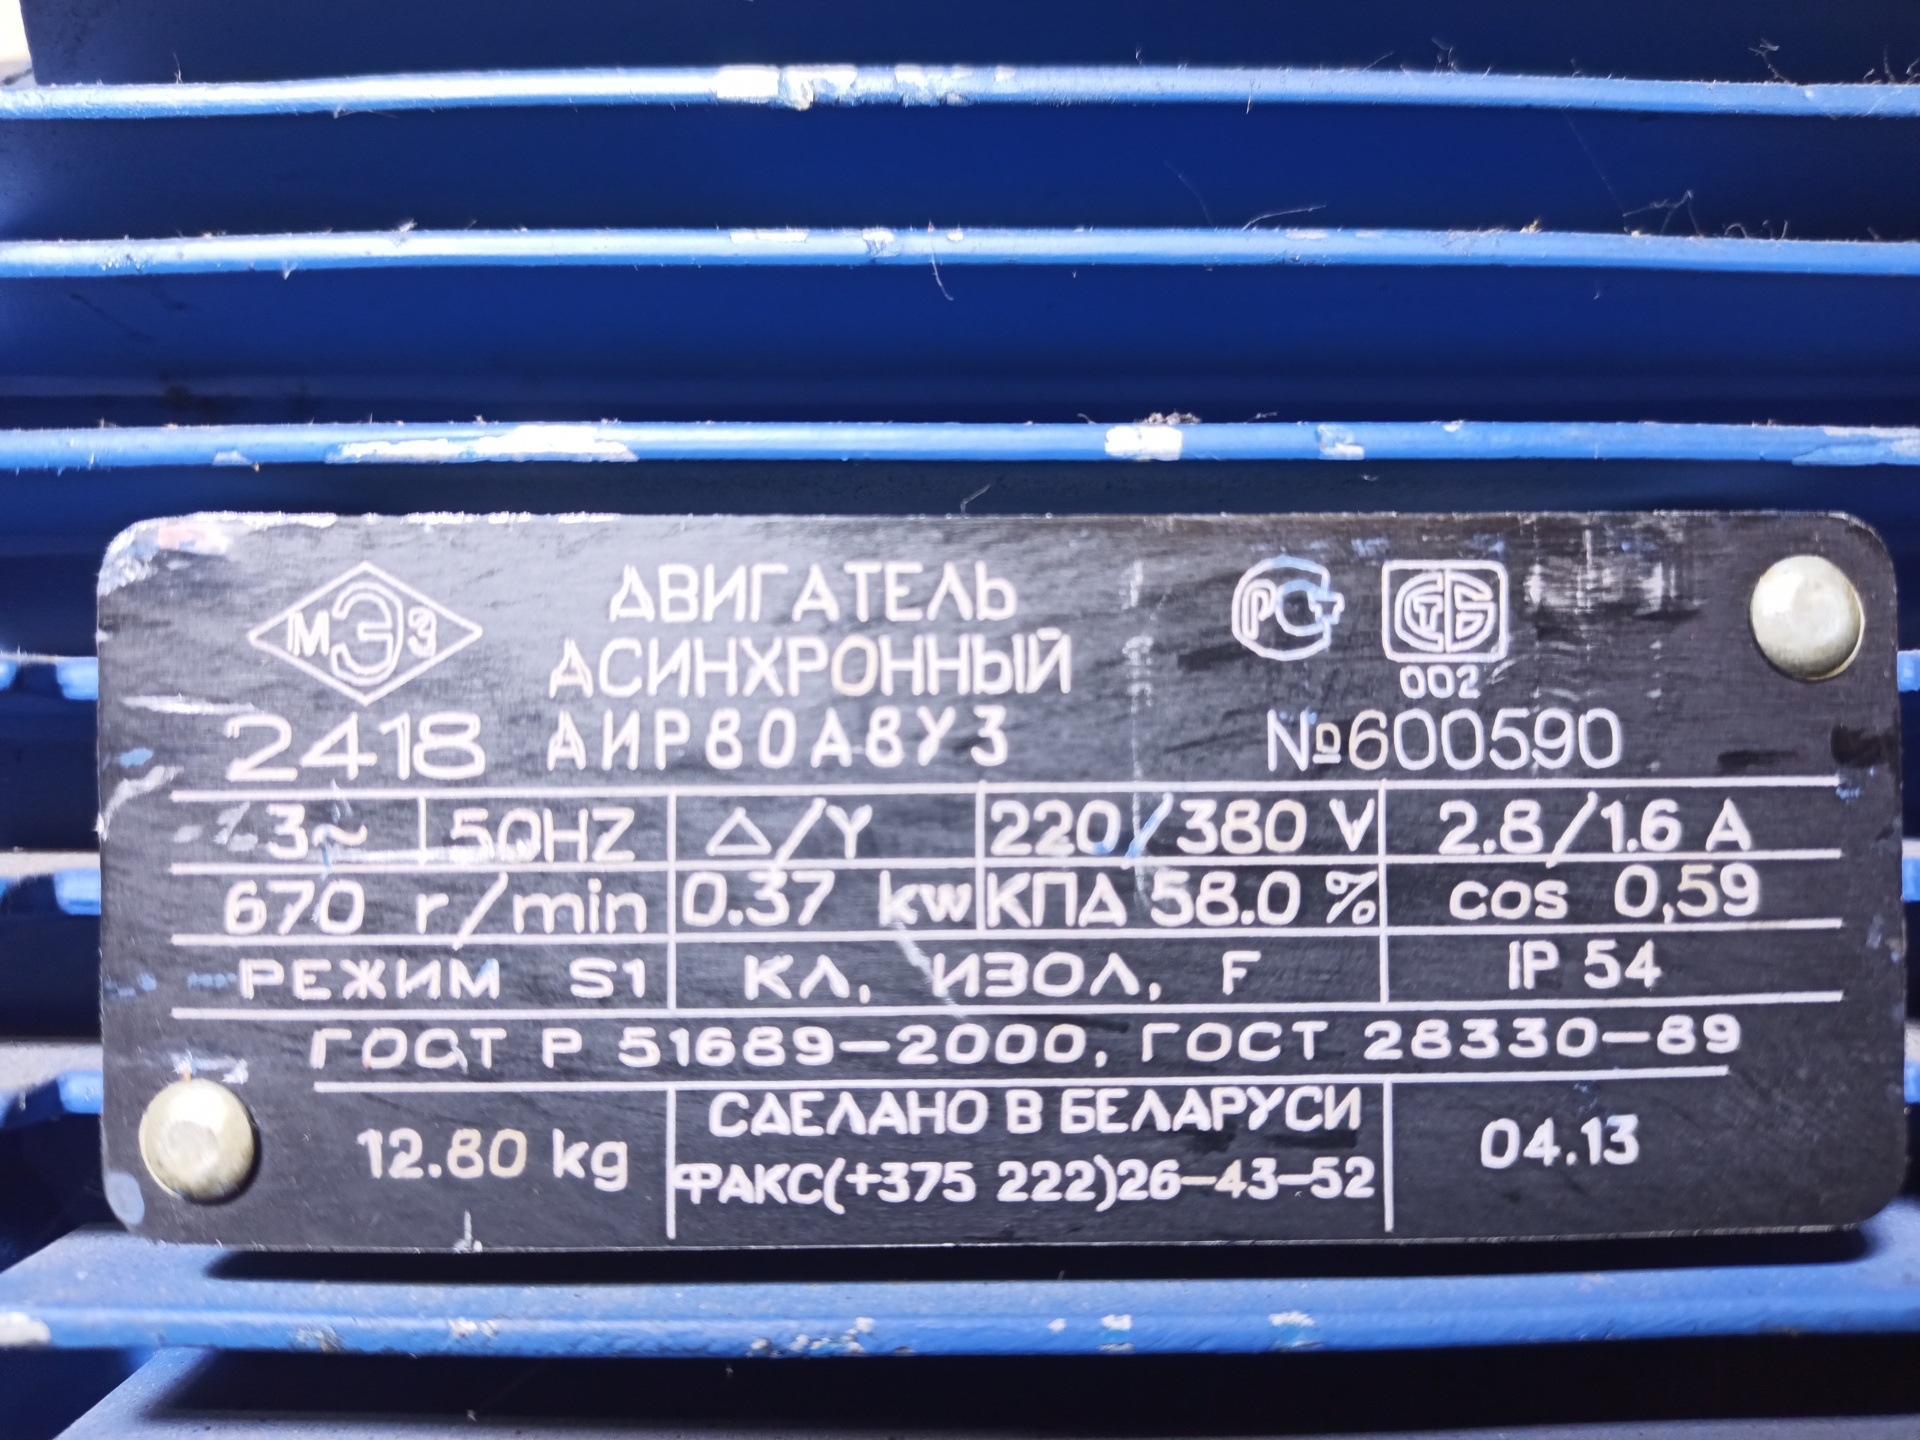 МЭЗ
ДВИГАТЕЛЬ
АСИНХРОННЫЙ
РСТ СТБ
002
2418 АИР80А8У3 №600590
3~ 50HZ Δ/Y 220/380 V 2.8/1.6 A
670 r/min 0.37 kw КПД 58.0 % cos 0,59
РЕЖИМ S1 КЛ, ИЗОЛ, F IP 54
ГОСТ Р 51689-2000, ГОСТ 28330-89
12.80 kg СДЕЛАНО В БЕЛАРУСИ 04.13
ФАКС(+375 222)26-43-52